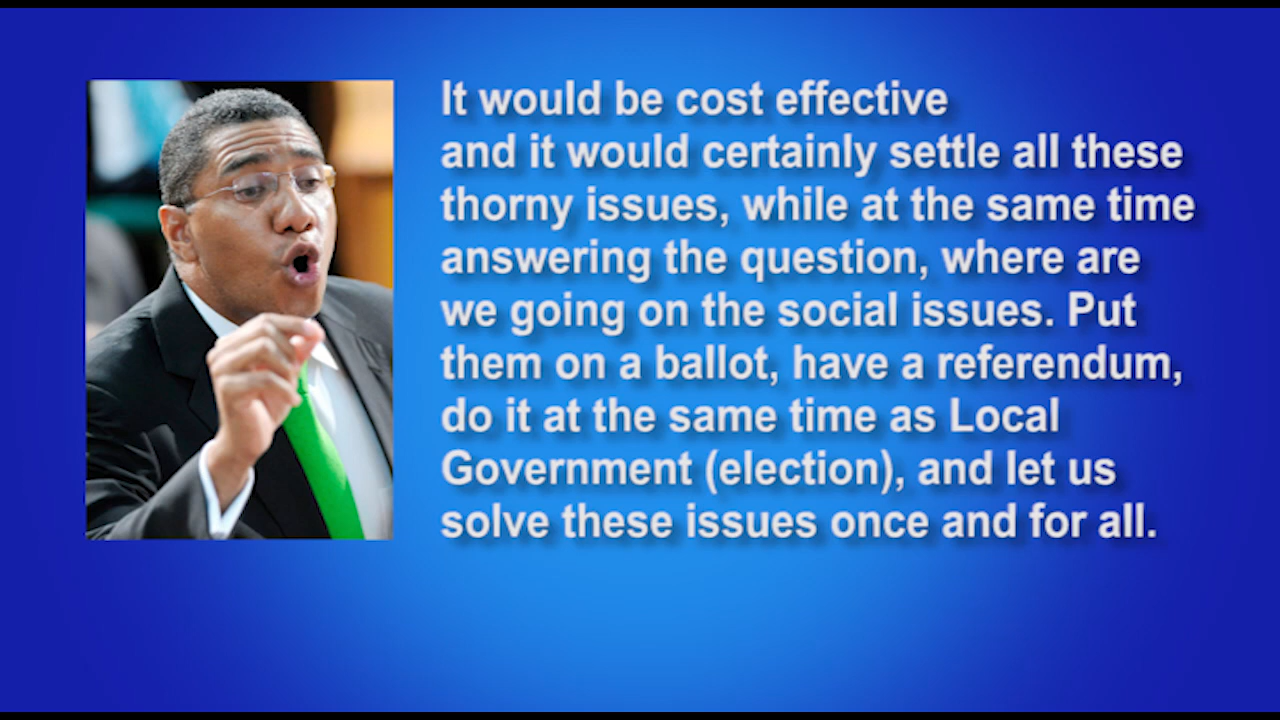 It would be cost effective
and it would certainly settle all these
thorny issues, while at the same time
answering the question, where are
we going on the social issues. Put
them on a ballot, have a referendum,
do it at the same time as Local
Government (election), and let us
solve these issues once and for all.